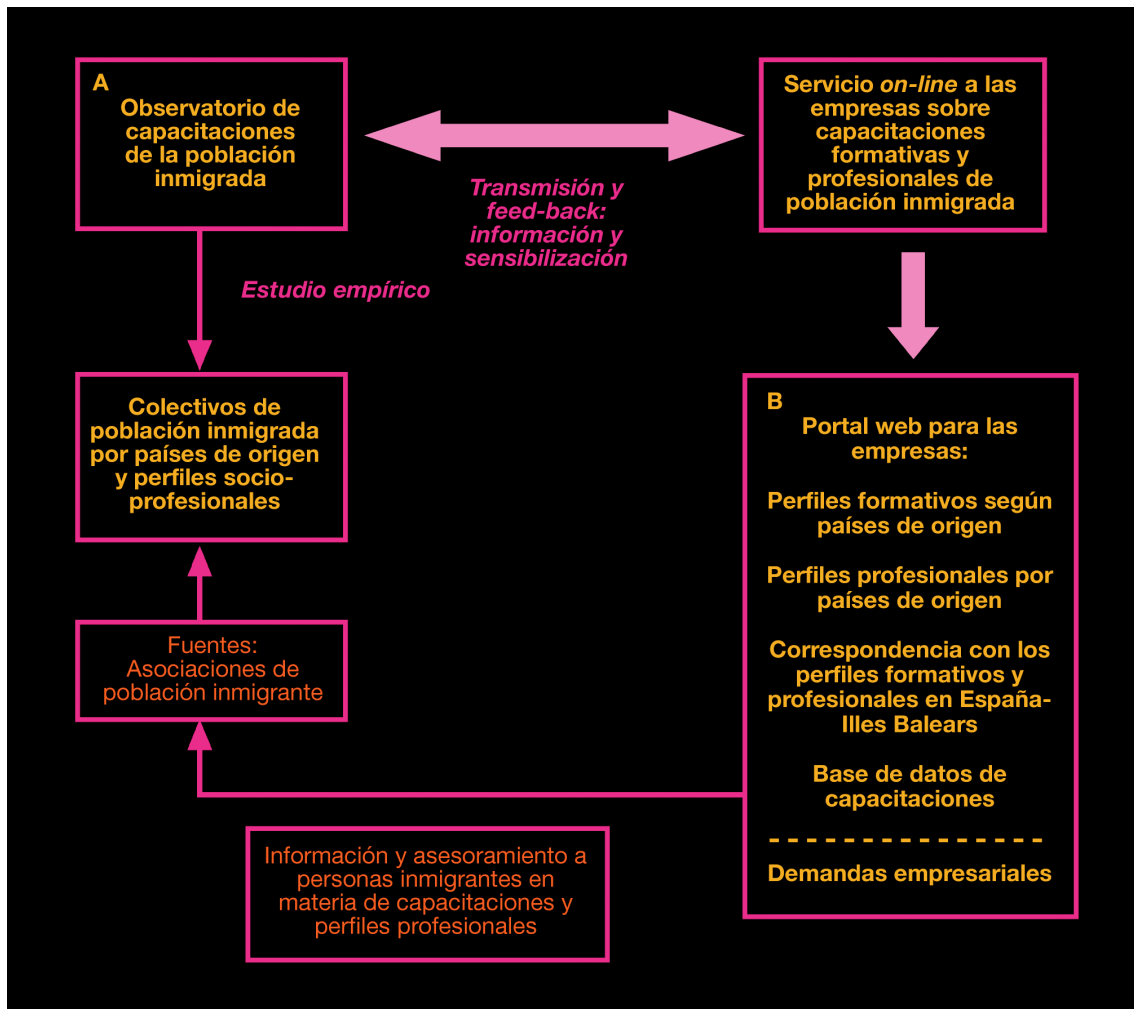 A
Observatorio de
capacitaciones
de la población
inmigrada
Servicio on-line a las
empresas sobre
capacitaciones
formativas y
profesionales de
población inmigrada
Transmisión y
feed-back:
información y
sensibilización
Estudio empírico
Colectivos de
población inmigrada
por países de origen
y perfiles socio-
profesionales
B
Portal web para las
empresas:
Perfiles formativos según
países de origen
Perfiles profesionales por
países de origen
Correspondencia con los
perfiles formativos y
profesionales en España-
Illes Balears
Base de datos de
capacitaciones
Demandas empresariales
Fuentes:
Asociaciones de
población inmigrante
Información y asesoramiento a
personas inmigrantes en
materia de capacitaciones y
perfiles profesionales